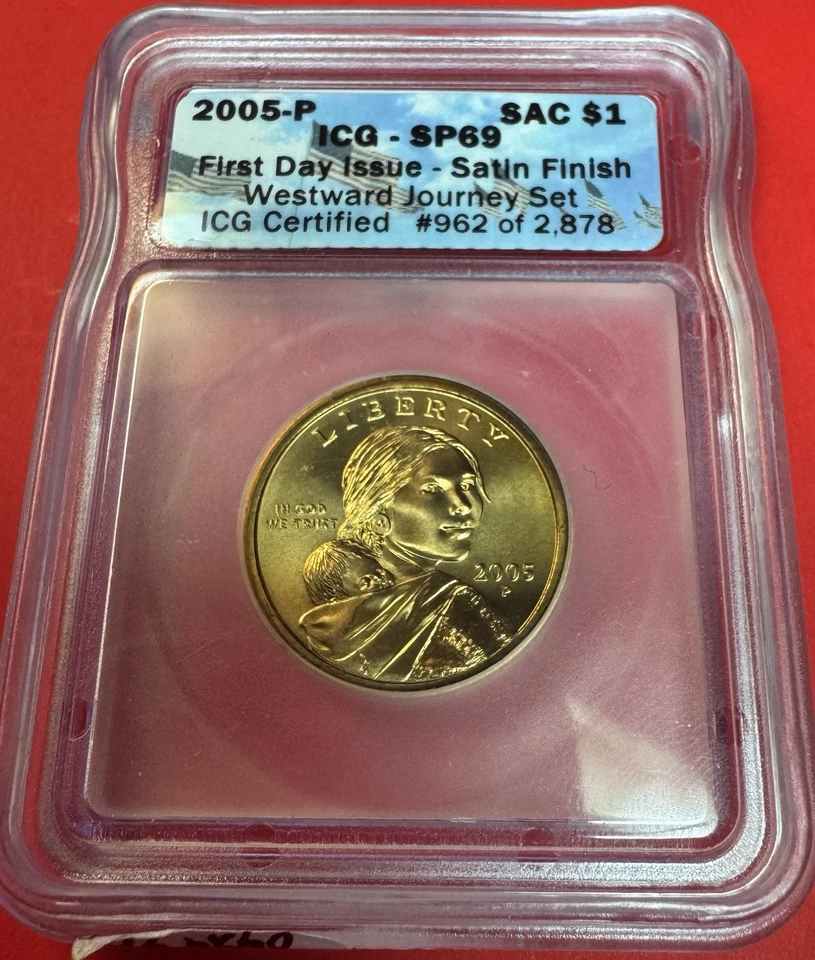 2005-P SAC $1
ICG - SP69
First Day Issue - Satin Finish
Westward Journey Set
ICG Certified #962 of 2,878
LIBERTY
IN GOD
WE TRUST
2005
P